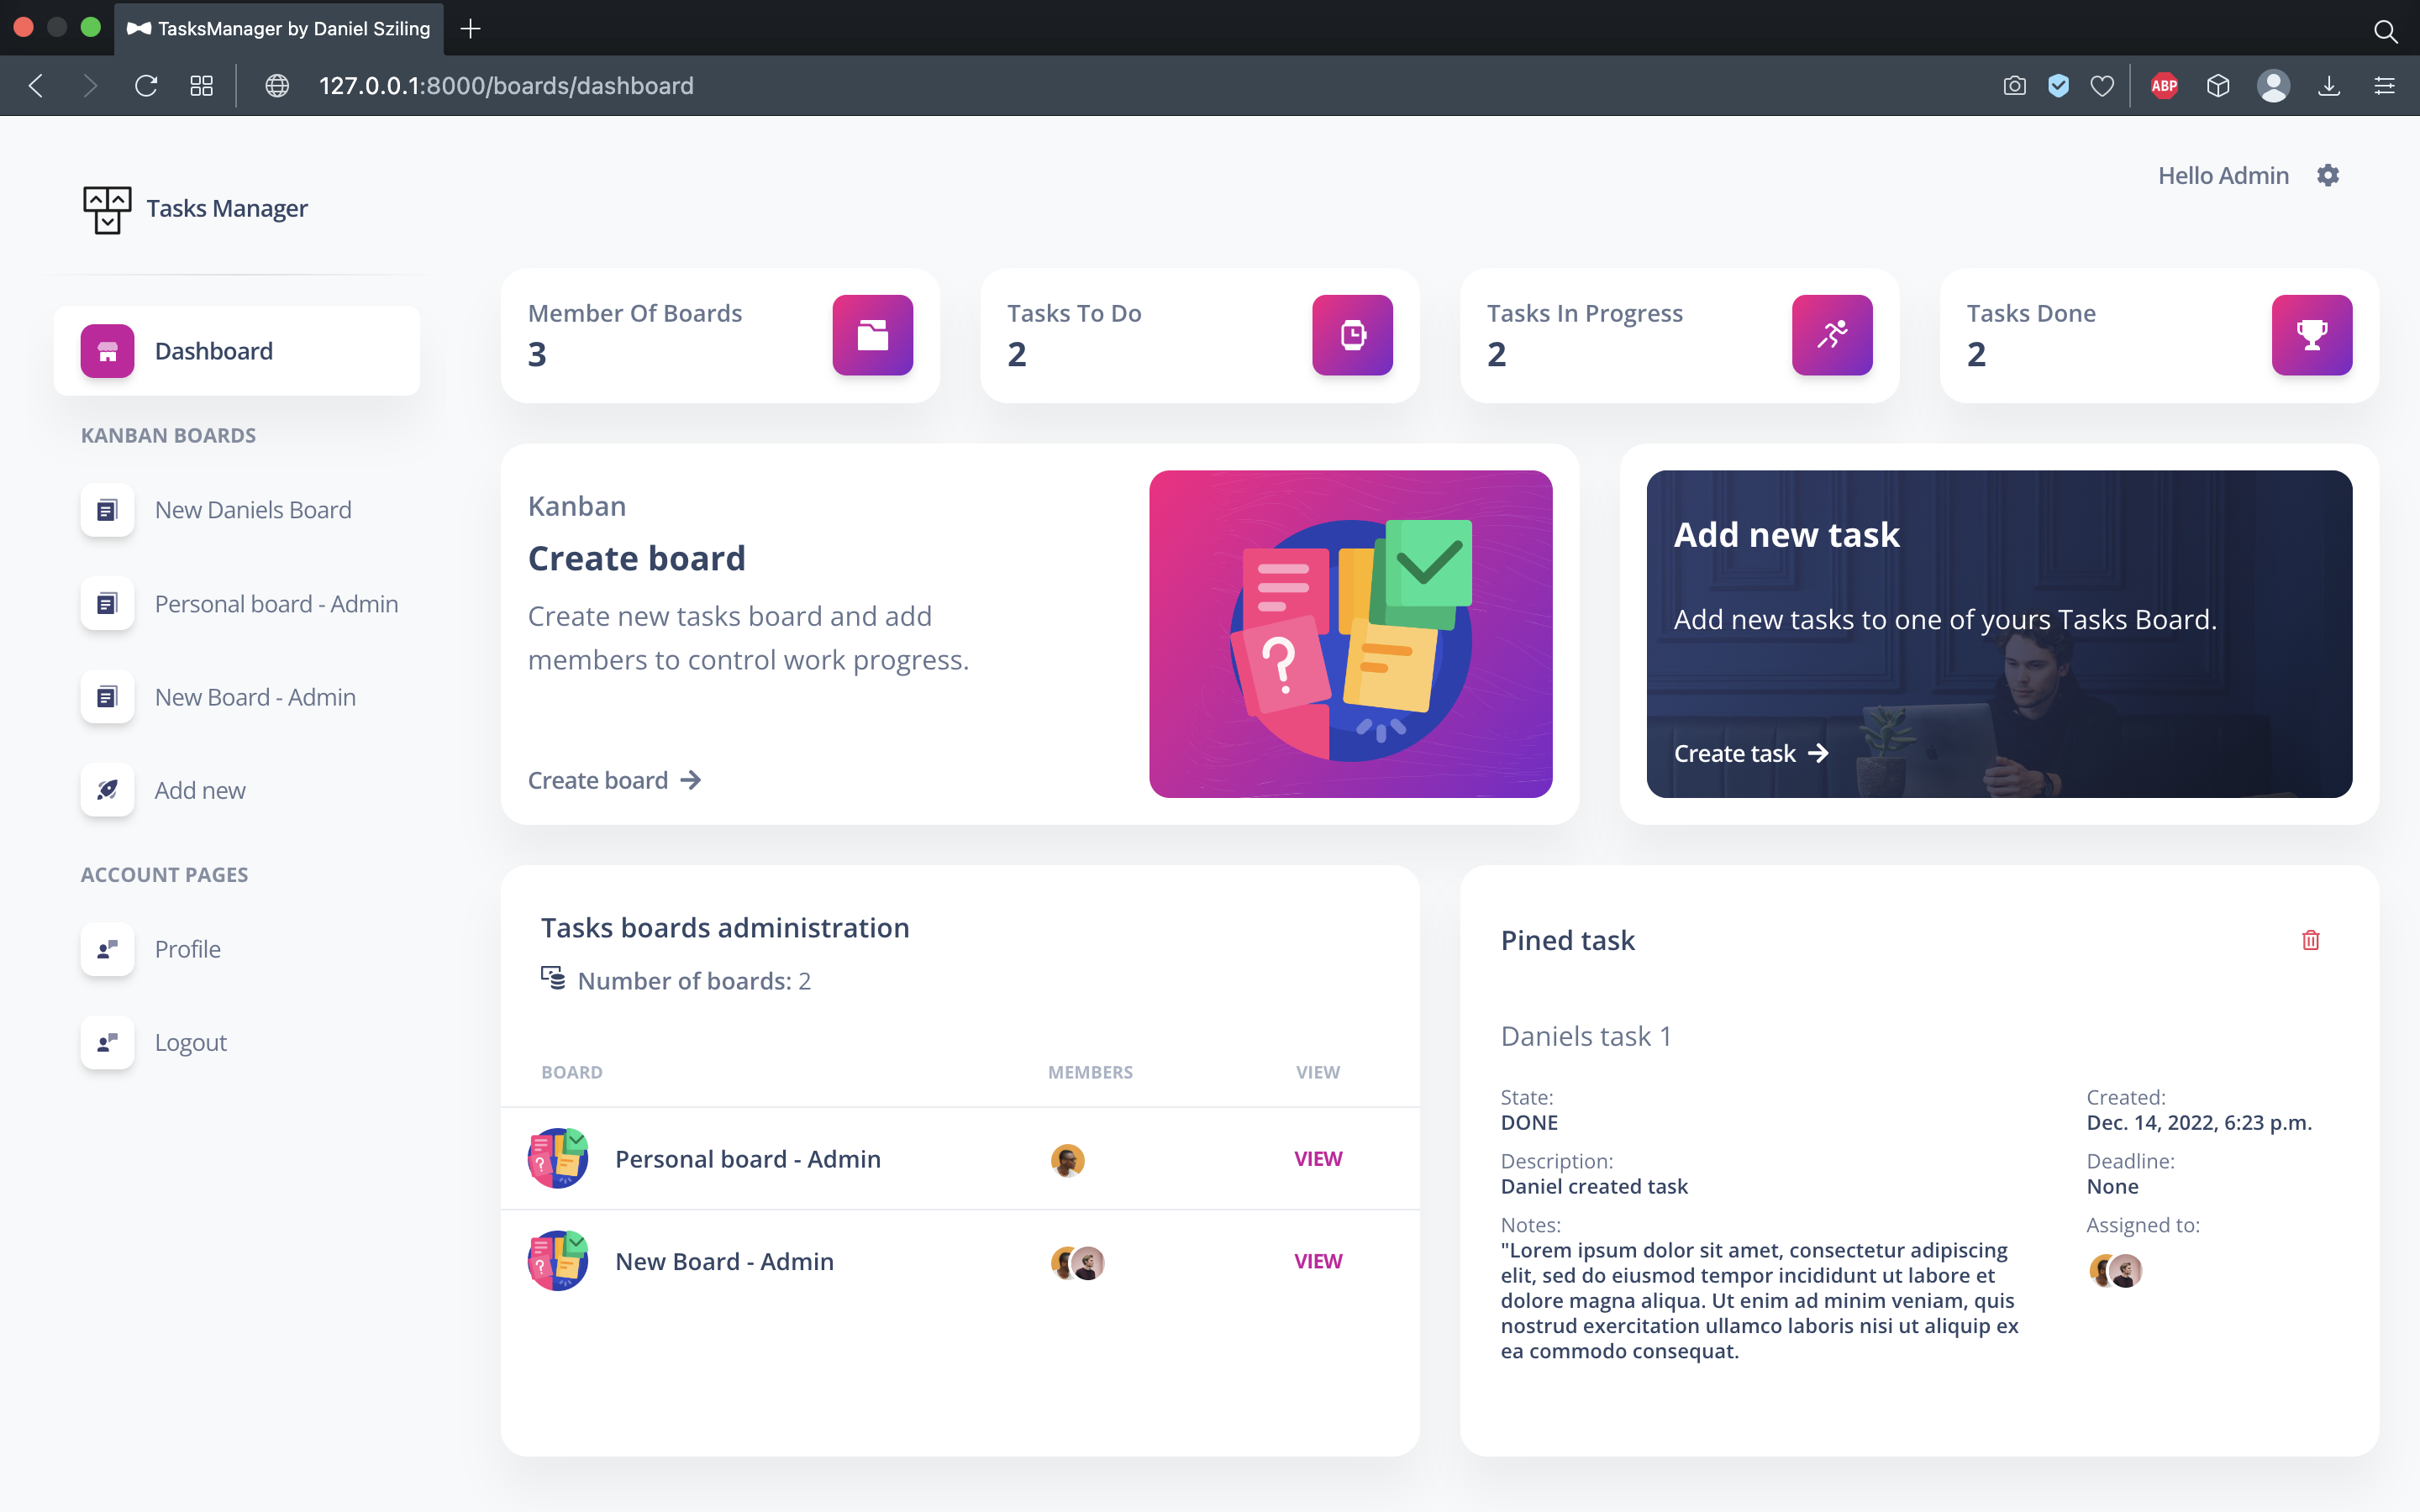 TasksManager by Daniel Sziling
127.0.0.1:8000/boards/dashboard
ABP
Hello Admin
Tasks Manager
Dashboard
KANBAN BOARDS
New Daniels Board
Personal board - Admin
New Board - Admin
Add new
ACCOUNT PAGES
Profile
Logout
Member Of Boards
3
Tasks To Do
2
Tasks In Progress
2
Tasks Done
2
Kanban
Create board
Create new tasks board and add
members to control work progress.
Create board
?
Add new task
Add new tasks to one of yours Tasks Board.
Create task
Tasks boards administration
Number of boards: 2
BOARD MEMBERS VIEW
? Personal board - Admin VIEW
? New Board - Admin VIEW
Pined task
Daniels task 1
State:
DONE
Description:
Daniel created task
Notes:
"Lorem ipsum dolor sit amet, consectetur adipiscing
elit, sed do eiusmod tempor incididunt ut labore et
dolore magna aliqua. Ut enim ad minim veniam, quis
nostrud exercitation ullamco laboris nisi ut aliquip ex
ea commodo consequat.
Created:
Dec. 14, 2022, 6:23 p.m.
Deadline:
None
Assigned to: